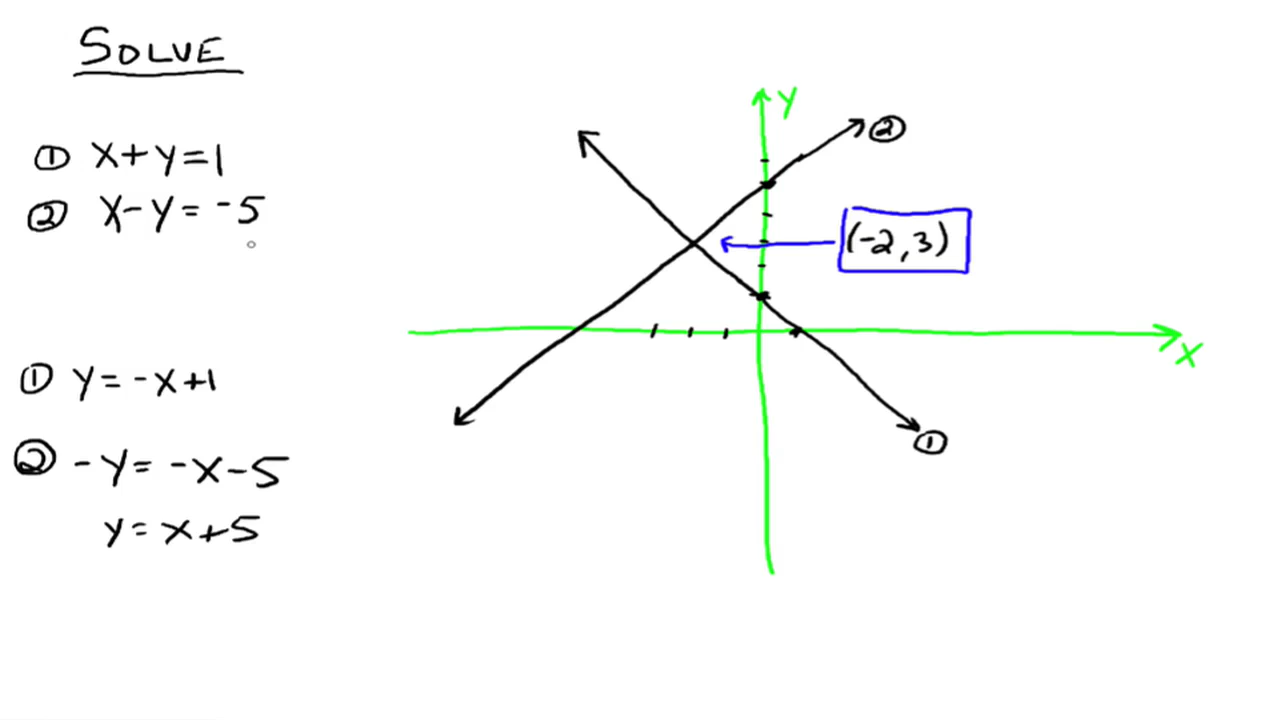 SOLVE
① x+y=1
② x-y=-5
① y=-x+1
② -y=-x-5
y=x+5
y
②
(-2,3)
x
①